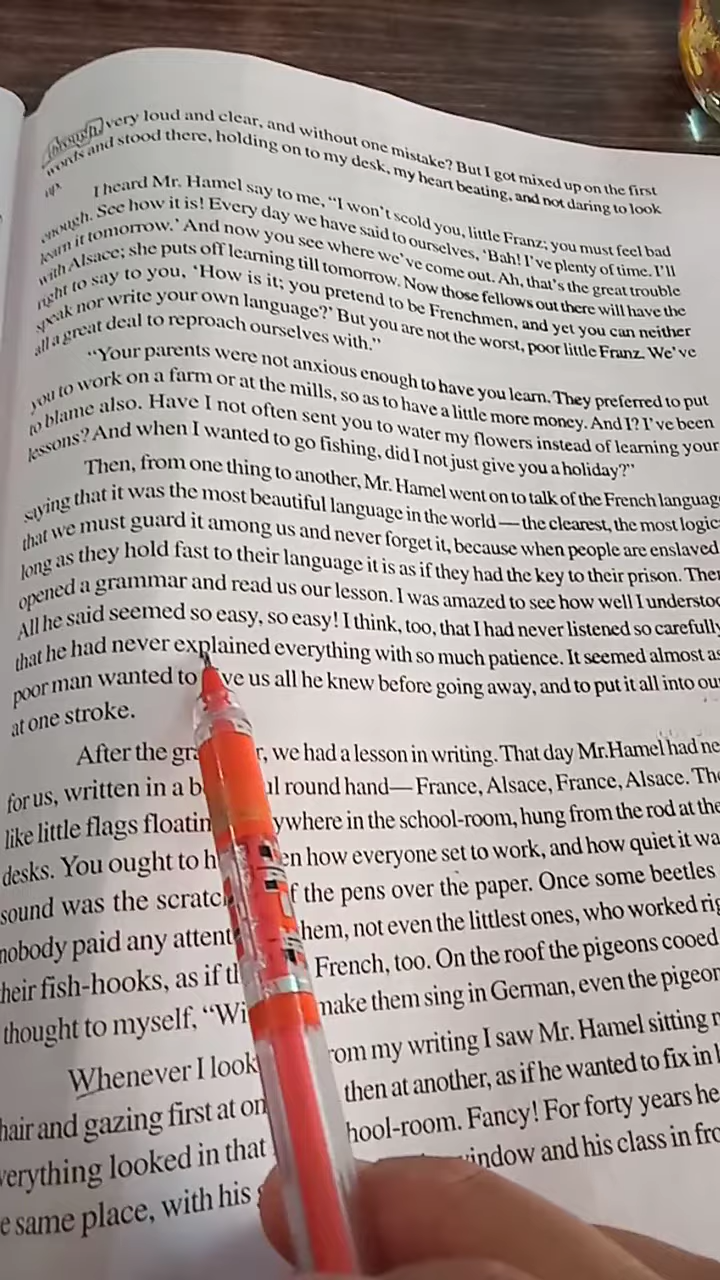 through, very loud and clear, and without one mistake? But I got mixed up on the first
words and stood there, holding on to my desk, my heart beating, and not daring to look
up.
I heard Mr. Hamel say to me, “I won’t scold you, little Franz; you must feel bad
enough. See how it is! Every day we have said to ourselves, ‘Bah! I’ve plenty of time. I’ll
learn it tomorrow.’ And now you see where we’ve come out. Ah, that’s the great trouble
with Alsace; she puts off learning till tomorrow. Now those fellows out there will have the
right to say to you, ‘How is it; you pretend to be Frenchmen, and yet you can neither
speak nor write your own language?’ But you are not the worst, poor little Franz. We’ve
all a great deal to reproach ourselves with.”
“Your parents were not anxious enough to have you learn. They preferred to put
you to work on a farm or at the mills, so as to have a little more money. And I? I’ve been
to blame also. Have I not often sent you to water my flowers instead of learning your
lessons? And when I wanted to go fishing, did I not just give you a holiday?”
Then, from one thing to another, Mr. Hamel went on to talk of the French languag
saying that it was the most beautiful language in the world — the clearest, the most logic
that we must guard it among us and never forget it, because when people are enslaved
long as they hold fast to their language it is as if they had the key to their prison. The
opened a grammar and read us our lesson. I was amazed to see how well I understoo
All he said seemed so easy, so easy! I think, too, that I had never listened so carefully
that he had never explained everything with so much patience. It seemed almost as
poor man wanted to ve us all he knew before going away, and to put it all into ou
at one stroke.
After the gra r, we had a lesson in writing. That day Mr.Hamel had ne
for us, written in a b ul round hand— France, Alsace, France, Alsace. The
like little flags floatin ywhere in the school-room, hung from the rod at the
desks. You ought to h en how everyone set to work, and how quiet it wa
sound was the scratc f the pens over the paper. Once some beetles
nobody paid any attent hem, not even the littlest ones, who worked rig
heir fish-hooks, as if th French, too. On the roof the pigeons cooed
thought to myself, “Wi make them sing in German, even the pigeon
Whenever I look rom my writing I saw Mr. Hamel sitting
hair and gazing first at on then at another, as if he wanted to fix in
verything looked in that hool-room. Fancy! For forty years he
e same place, with his window and his class in fro